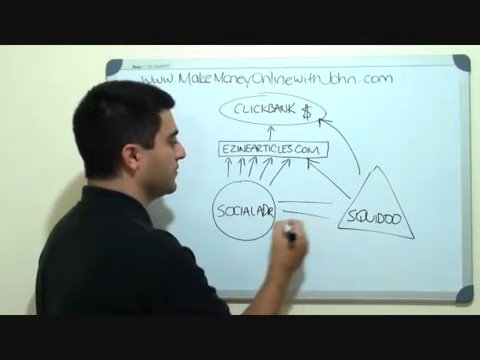 www.MakeMoneyOnlinewithJohn.com
CLICKBANK $
EZINEARTICLES.COM
SOCIALADR
SQUIDOO